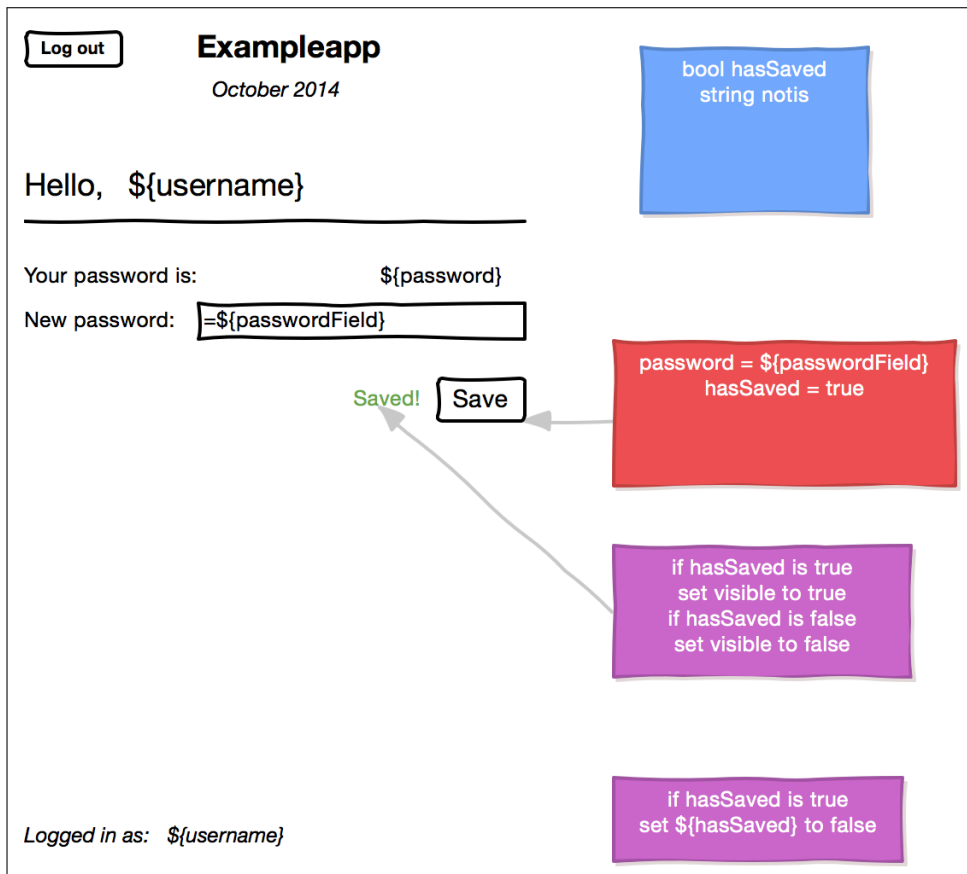 Log out
Exampleapp
October 2014
bool hasSaved
string notis
Hello, ${username}
Your password is: ${password}
New password: =${passwordField}
password = ${passwordField}
hasSaved = true
Saved!
Save
if hasSaved is true
set visible to true
if hasSaved is false
set visible to false
if hasSaved is true
set ${hasSaved} to false
Logged in as: ${username}